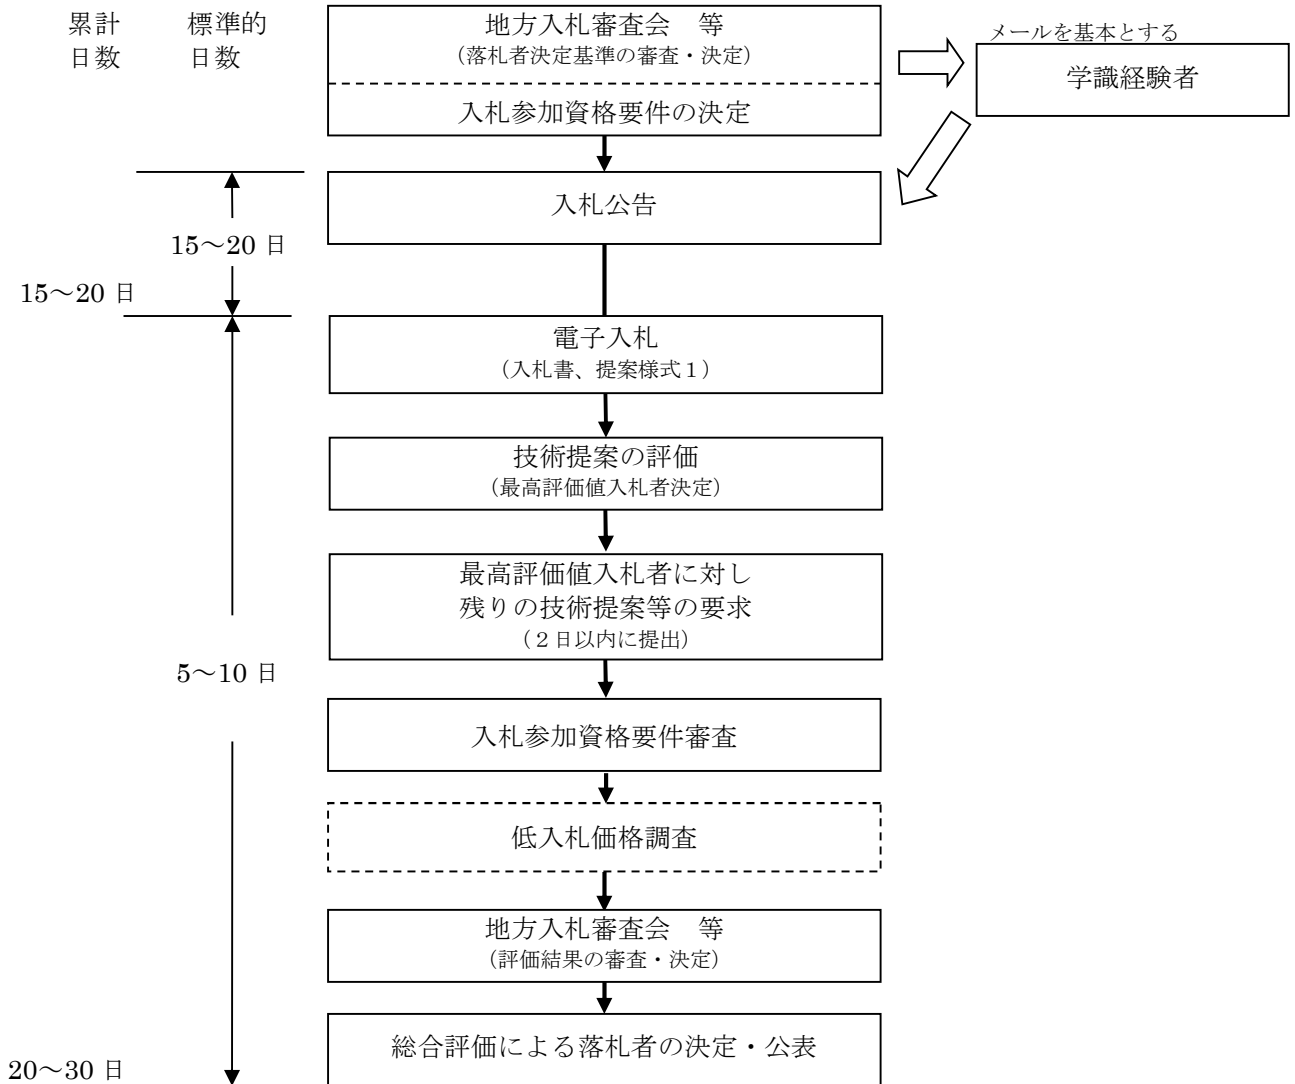 累計
日数
標準的
日数
地方入札審査会　等
（落札者決定基準の審査・決定）
入札参加資格要件の決定
メールを基本とする
学識経験者
入札公告
15～20 日
15～20 日
電子入札
（入札書、提案様式１）
技術提案の評価
（最高評価値入札者決定）
最高評価値入札者に対し
残りの技術提案等の要求
（２日以内に提出）
5～10 日
入札参加資格要件審査
低入札価格調査
地方入札審査会　等
（評価結果の審査・決定）
総合評価による落札者の決定・公表
20～30 日